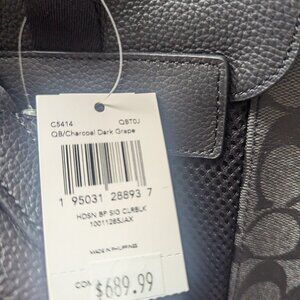 C5414 QBT0J
QB/Charcoal Dark Grape
1 95031 28893 7
HDSN BP SIG CLRBLK
10011285JAX
MADE IN PHILIPPINES
COM $689.99